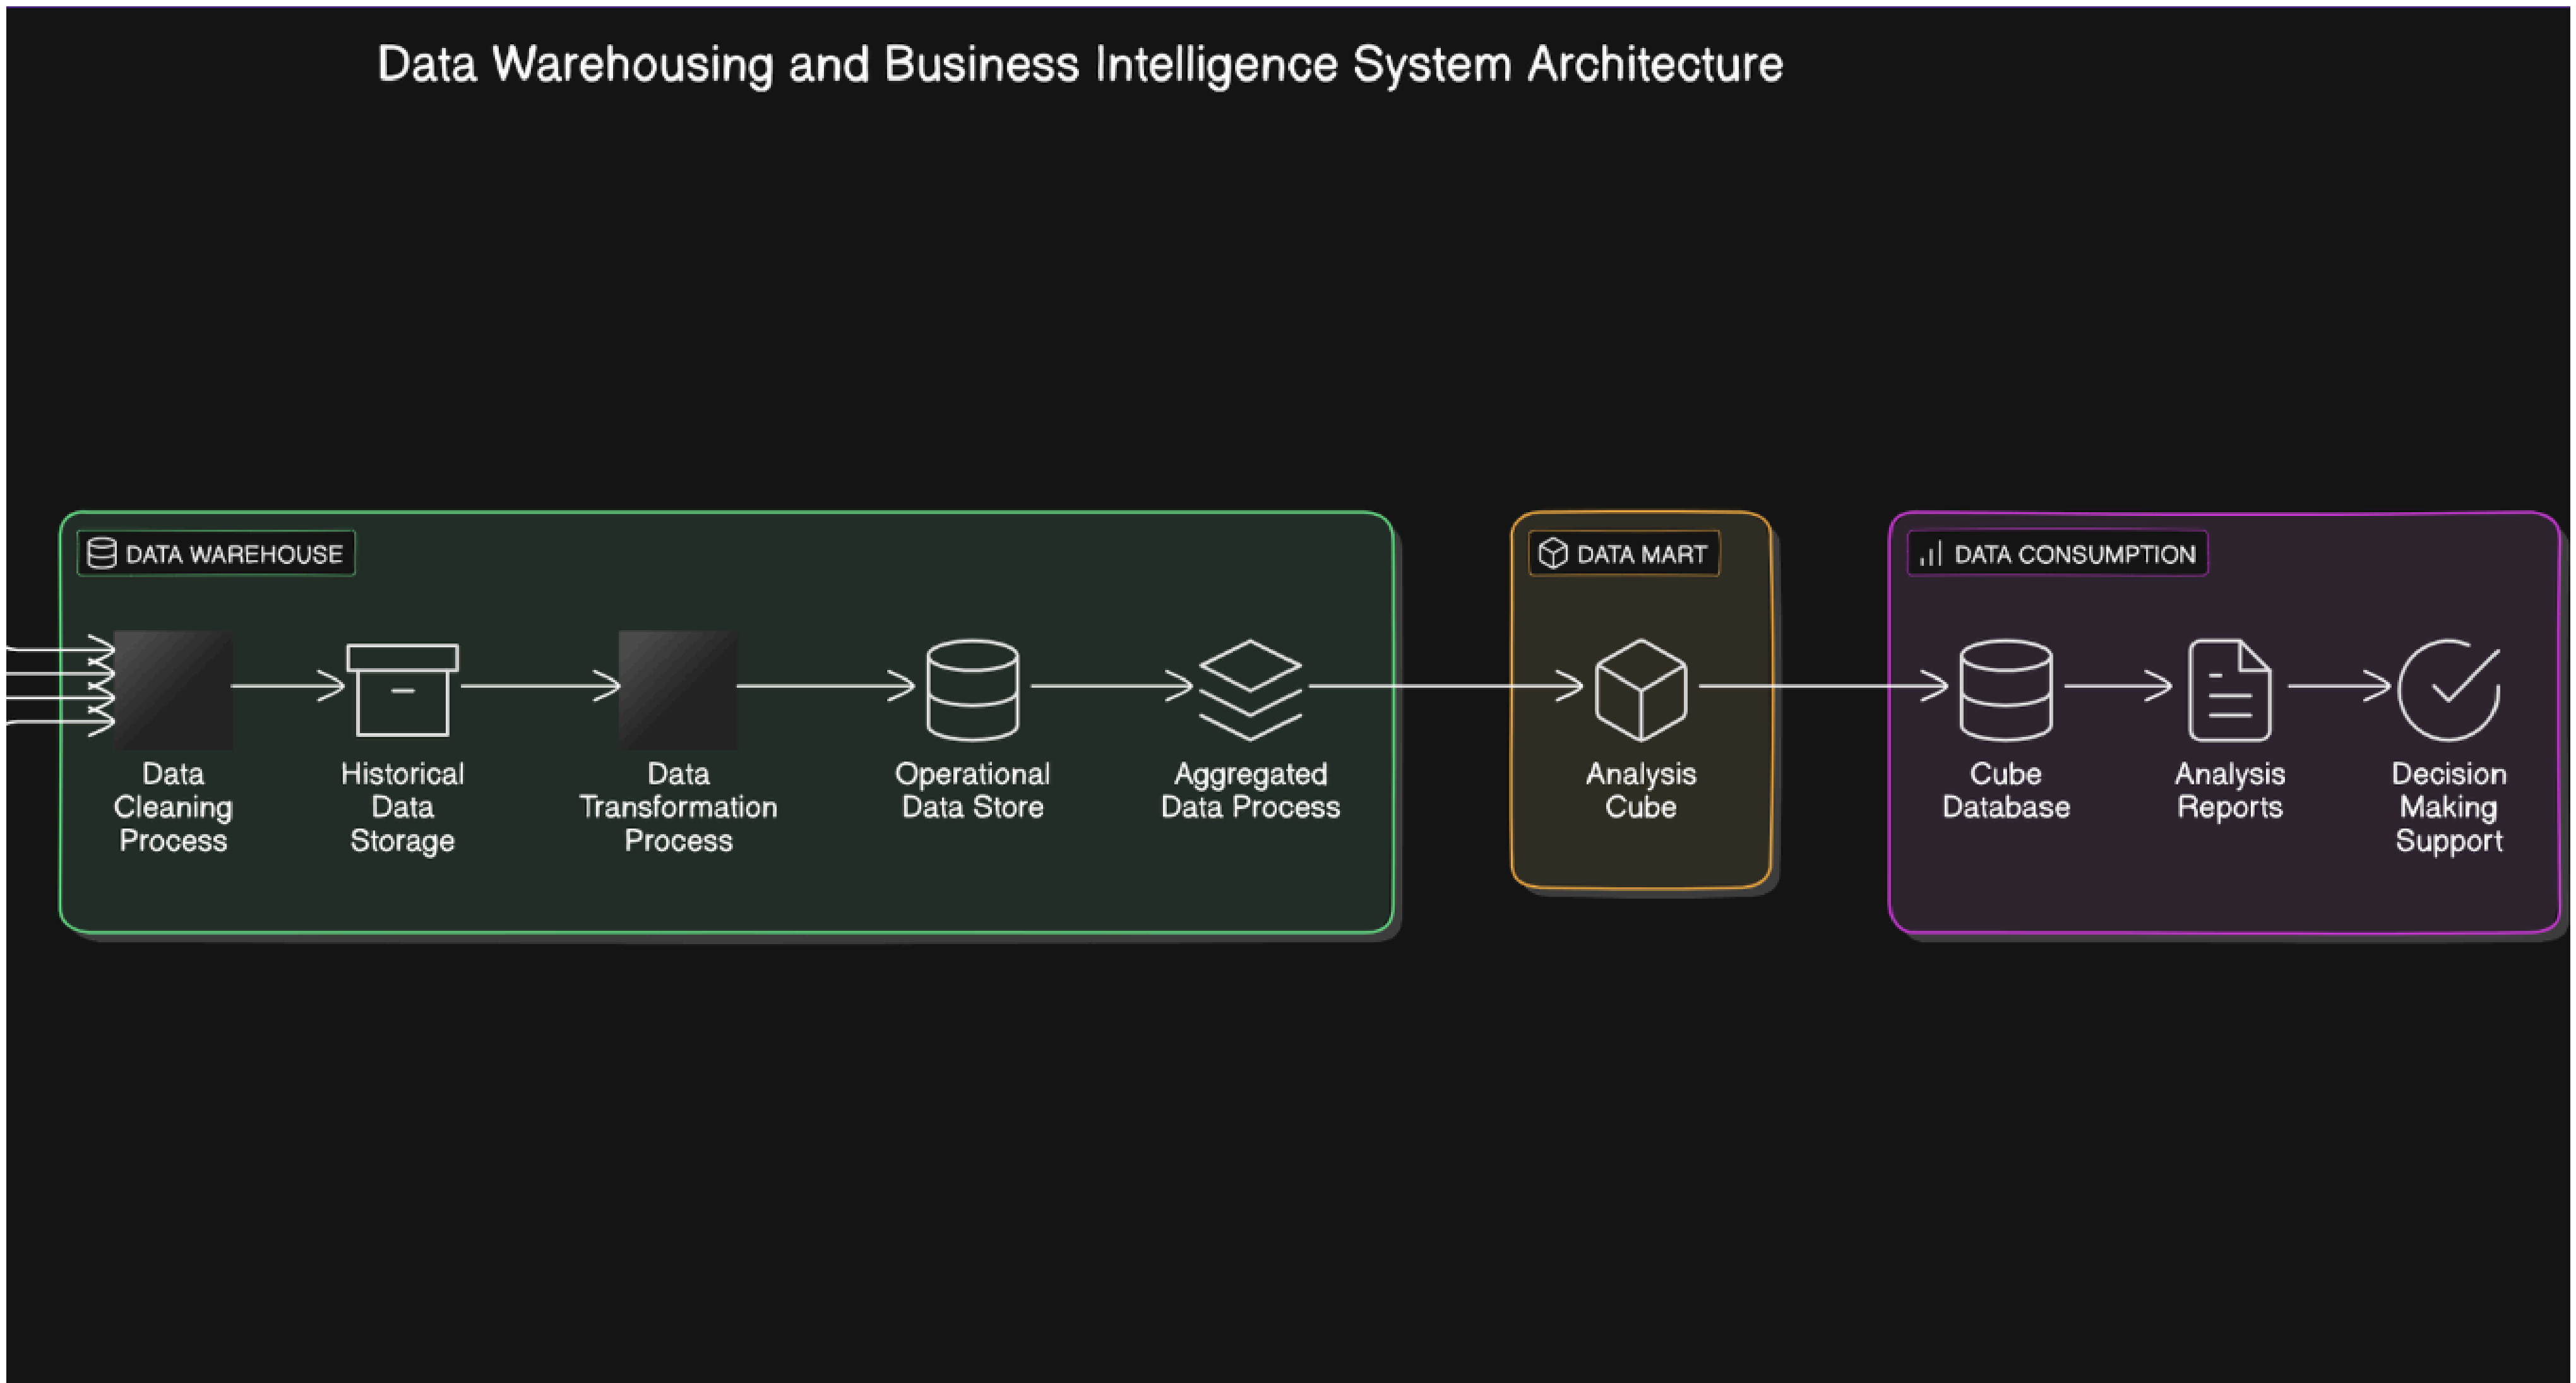 Data Warehousing and Business Intelligence System Architecture
DATA WAREHOUSE
Data
Cleaning
Process
Historical
Data
Storage
Data
Transformation
Process
Operational
Data Store
Aggregated
Data Process
DATA MART
Analysis
Cube
DATA CONSUMPTION
Cube
Database
Analysis
Reports
Decision
Making
Support